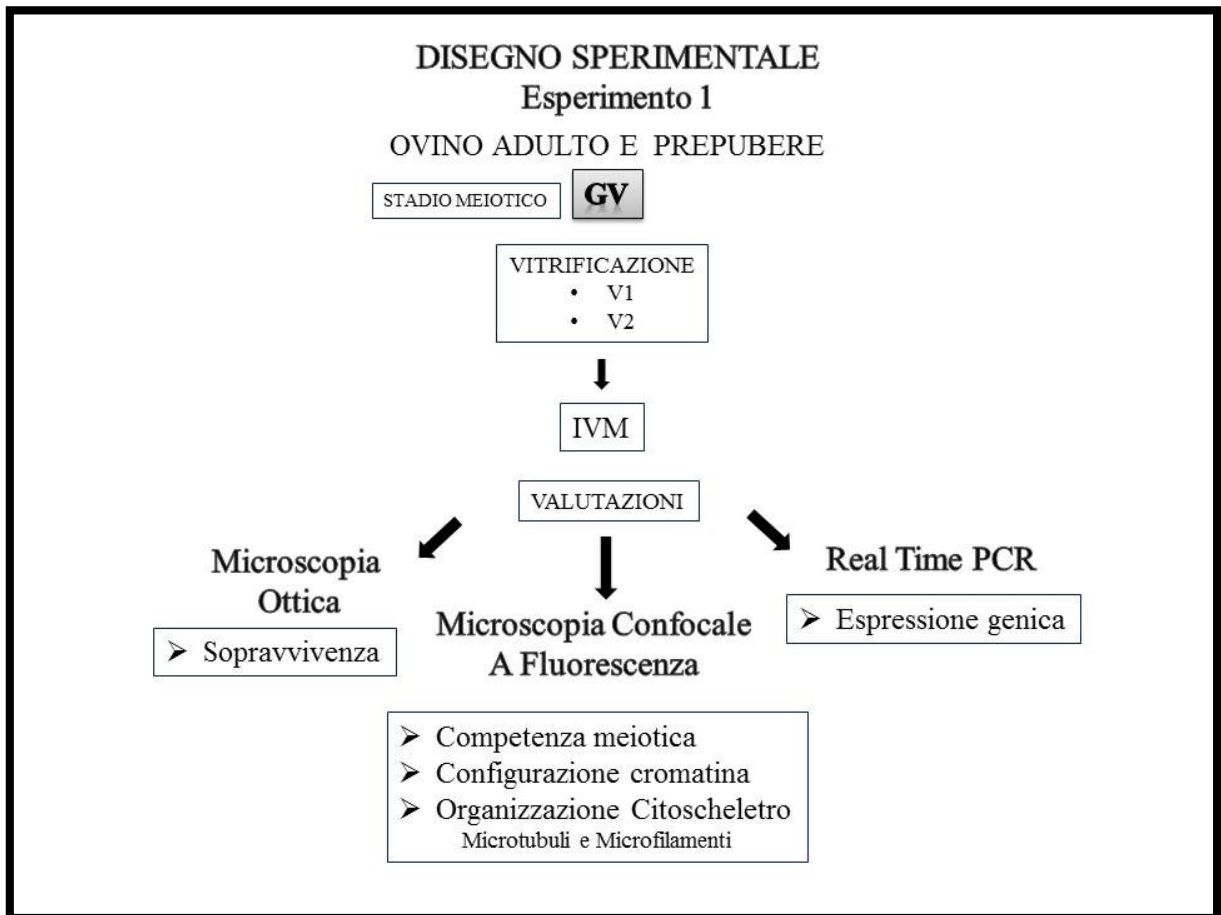 DISEGNO SPERIMENTALE
Esperimento 1
OVINO ADULTO E PREPUBERE
STADIO MEIOTICO
GV
VITRIFICAZIONE
• V1
• V2
IVM
VALUTAZIONI
Microscopia
Ottica
➢ Sopravvivenza
Microscopia Confocale
A Fluorescenza
➢ Competenza meiotica
➢ Configurazione cromatina
➢ Organizzazione Citoscheletro
Microtubuli e Microfilamenti
Real Time PCR
➢ Espressione genica